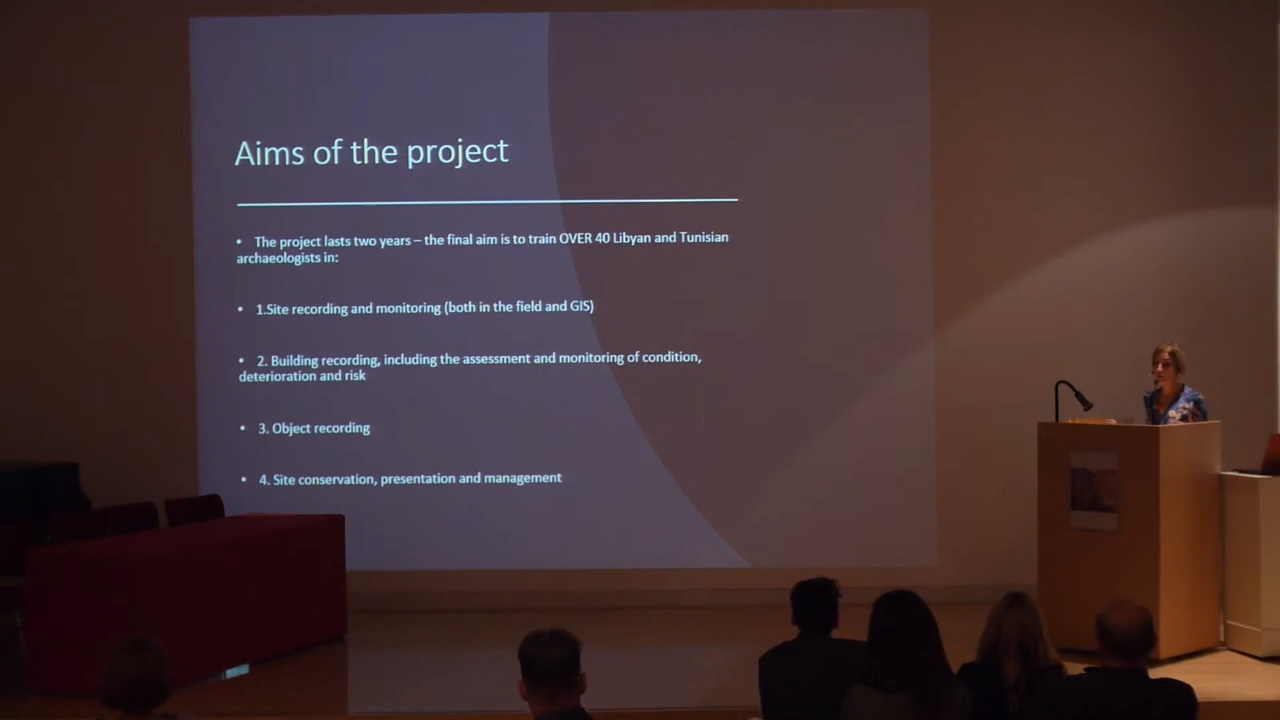 Aims of the project
• The project lasts two years – the final aim is to train OVER 40 Libyan and Tunisian
archaeologists in:
• 1.Site recording and monitoring (both in the field and GIS)
• 2. Building recording, including the assessment and monitoring of condition,
deterioration and risk
• 3. Object recording
• 4. Site conservation, presentation and management